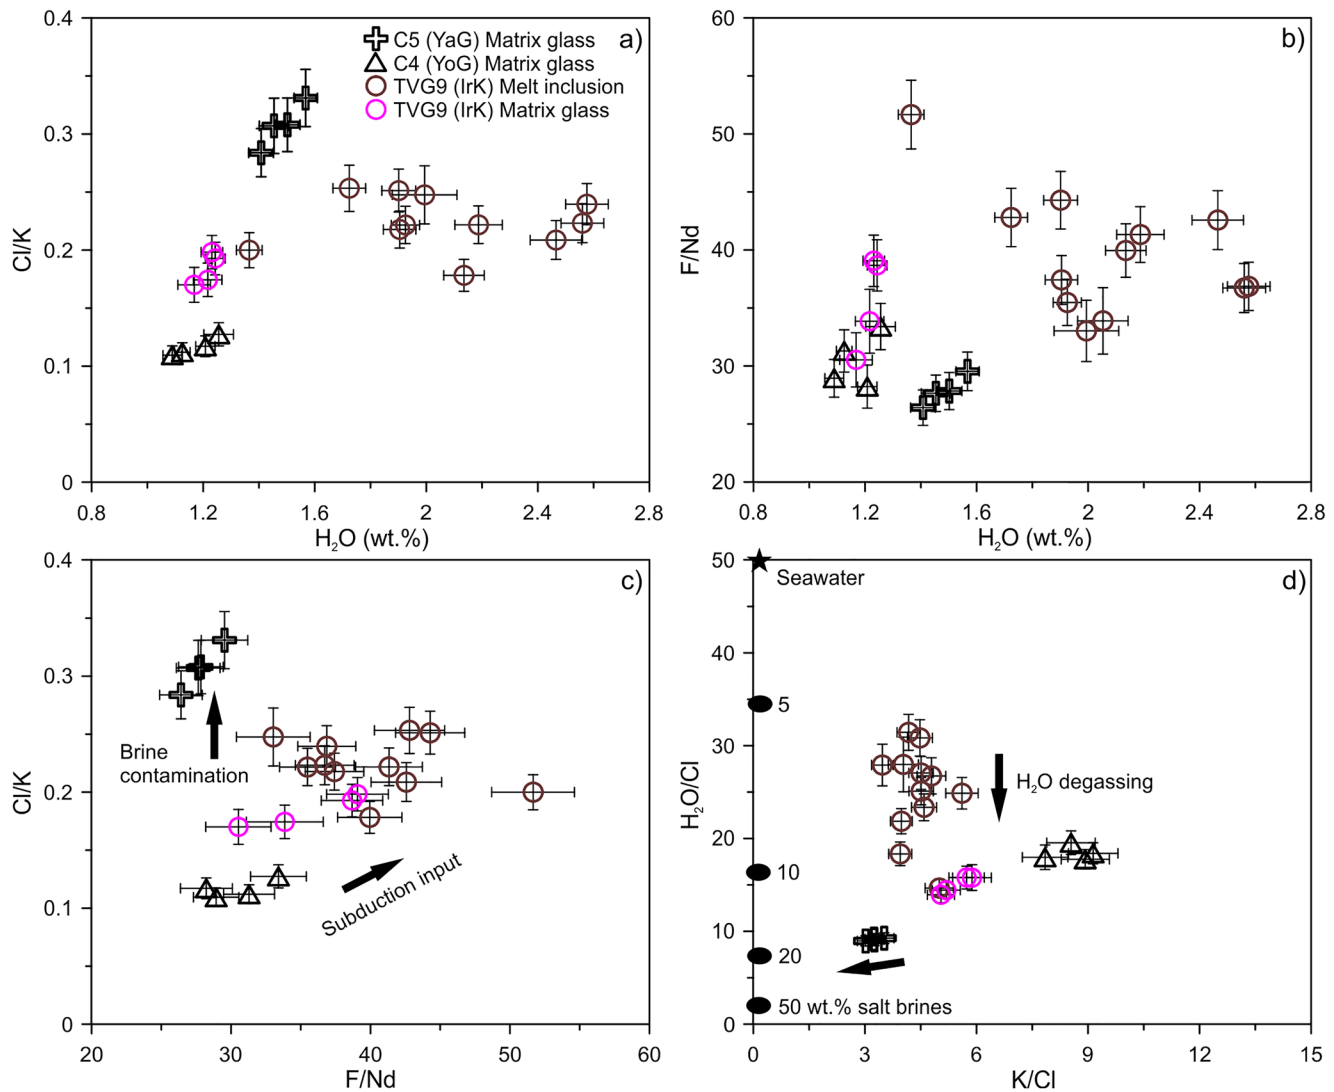 0.4
0.3
0.2
0.1
0
Cl/K
C5 (YaG) Matrix glass
C4 (YoG) Matrix glass
TVG9 (IrK) Melt inclusion
TVG9 (IrK) Matrix glass
a)
0.8
1.2
1.6
2
2.4
2.8
H₂O (wt.%)
60
50
40
30
20
F/Nd
b)
0.8
1.2
1.6
2
2.4
2.8
H₂O (wt.%)
0.4
0.3
0.2
0.1
0
Cl/K
c)
Brine
contamination
Subduction input
20
30
40
50
60
F/Nd
50
40
30
20
10
0
H₂O/Cl
d)
Seawater
5
H₂O degassing
10
20
50 wt.% salt brines
0
3
6
9
12
15
K/Cl